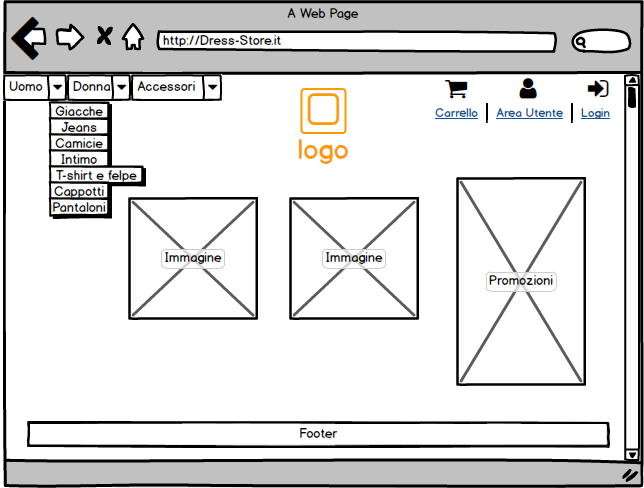 A Web Page
http://Dress-Store.it
Uomo Donna Accessori
Carrello Area Utente Login
logo
Giacche
Jeans
Camicie
Intimo
T-shirt e felpe
Cappotti
Pantaloni
Immagine Immagine Promozioni
Footer